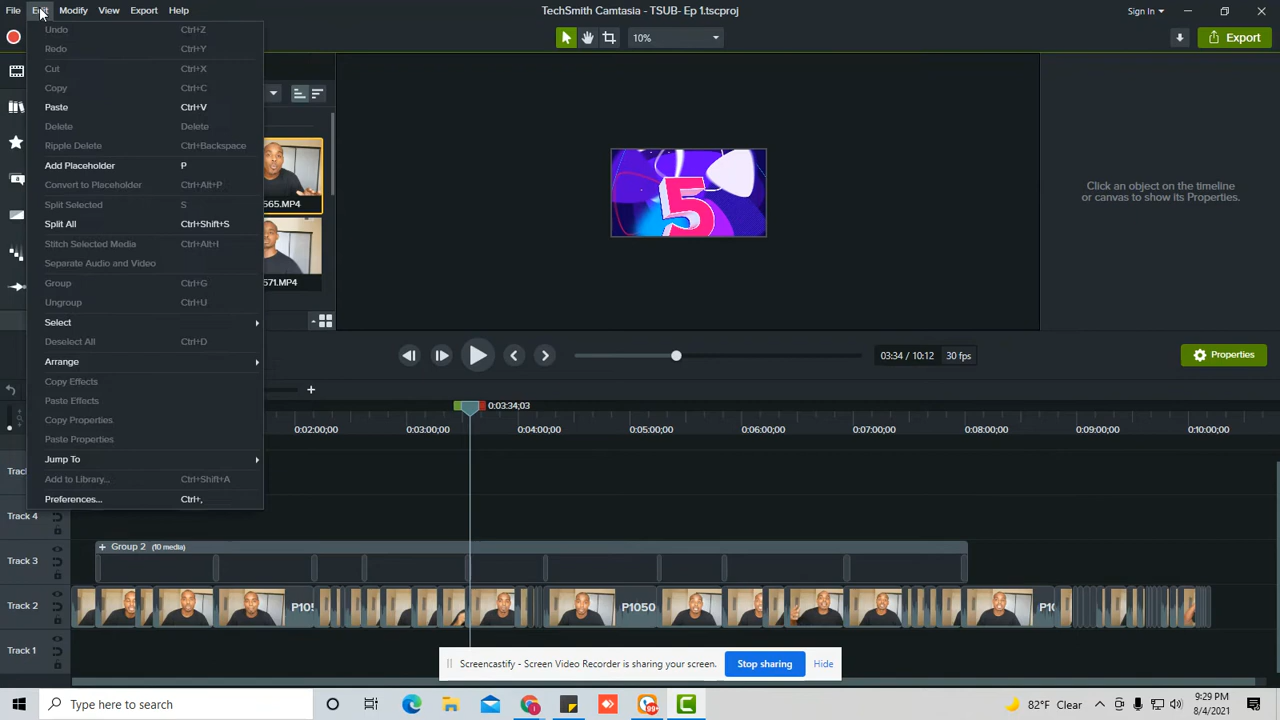 File Edit Modify View Export Help
TechSmith Camtasia - TSUB- Ep 1.tscproj
Sign In
Undo Ctrl+Z
Redo Ctrl+Y
Cut Ctrl+X
Copy Ctrl+C
Paste Ctrl+V
Delete Delete
Ripple Delete Ctrl+Backspace
Add Placeholder P
Convert to Placeholder Ctrl+Alt+P
Split Selected S
Split All Ctrl+Shift+S
Stitch Selected Media Ctrl+Alt+I
Separate Audio and Video
Group Ctrl+G
Ungroup Ctrl+U
Select
Deselect All Ctrl+D
Arrange
Copy Effects
Paste Effects
Copy Properties
Paste Properties
Jump To
Add to Library... Ctrl+Shift+A
Preferences... Ctrl+,
10%
Export
565.MP4
571.MP4
5
Click an object on the timeline
or canvas to show its Properties.
03:34 / 10:12 30 fps
Properties
0:03:34;03
0:02:00;00 0:03:00;00 0:04:00;00 0:05:00;00 0:06:00;00 0:07:00;00 0:08:00;00 0:09:00;00 0:10:00;00
Track 4
Track 3
Group 2 (10 media)
Track 2
P105 P1050 P10
Track 1
Screencastify - Screen Video Recorder is sharing your screen.
Stop sharing
Hide
Type here to search
99+
82°F Clear
9:29 PM
8/4/2021